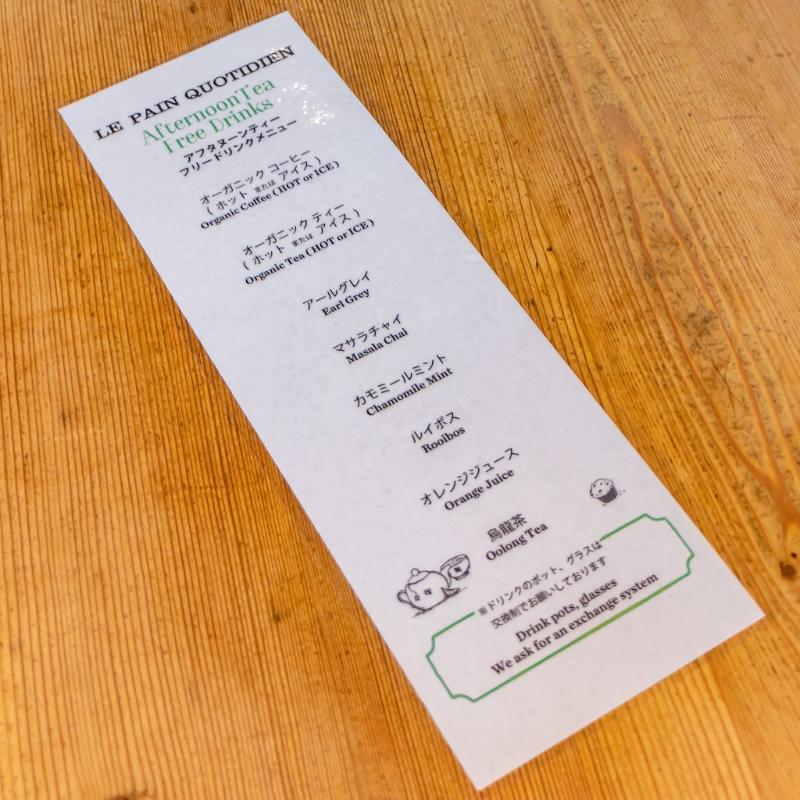 LE PAIN QUOTIDIEN
Afternoon Tea
Free Drinks
アフタヌーンティー
フリードリンクメニュー
オーガニック コーヒー
( ホット または アイス )
Organic Coffee ( HOT or ICE )
オーガニック ティー
( ホット または アイス )
Organic Tea ( HOT or ICE )
アールグレイ
Earl Grey
マサラチャイ
Masala Chai
カモミールミント
Chamomile Mint
ルイボス
Rooibos
オレンジジュース
Orange Juice
烏龍茶
Oolong Tea
※ドリンクのポット、グラスは
交換制でお願いしております
Drink pots, glasses
We ask for an exchange system